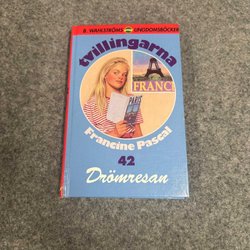 B. WAHLSTRÖMS UNGDOMSBÖCKER
tvillingarna
FRANC
Francine Pascal
42
Drömresan